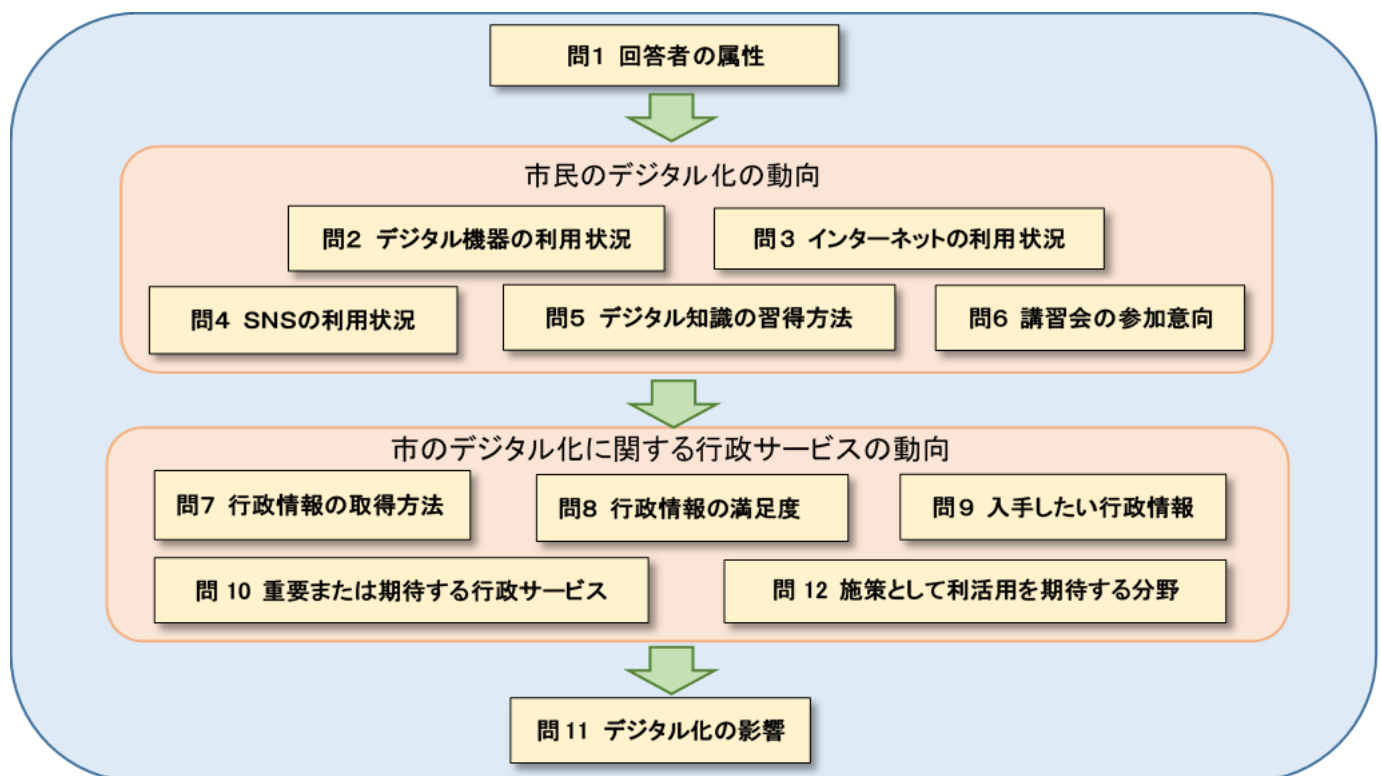 問1 回答者の属性
市民のデジタル化の動向
問2 デジタル機器の利用状況
問3 インターネットの利用状況
問4 SNSの利用状況
問5 デジタル知識の習得方法
問6 講習会の参加意向
市のデジタル化に関する行政サービスの動向
問7 行政情報の取得方法
問8 行政情報の満足度
問9 入手したい行政情報
問 10 重要または期待する行政サービス
問 12 施策として利活用を期待する分野
問 11 デジタル化の影響